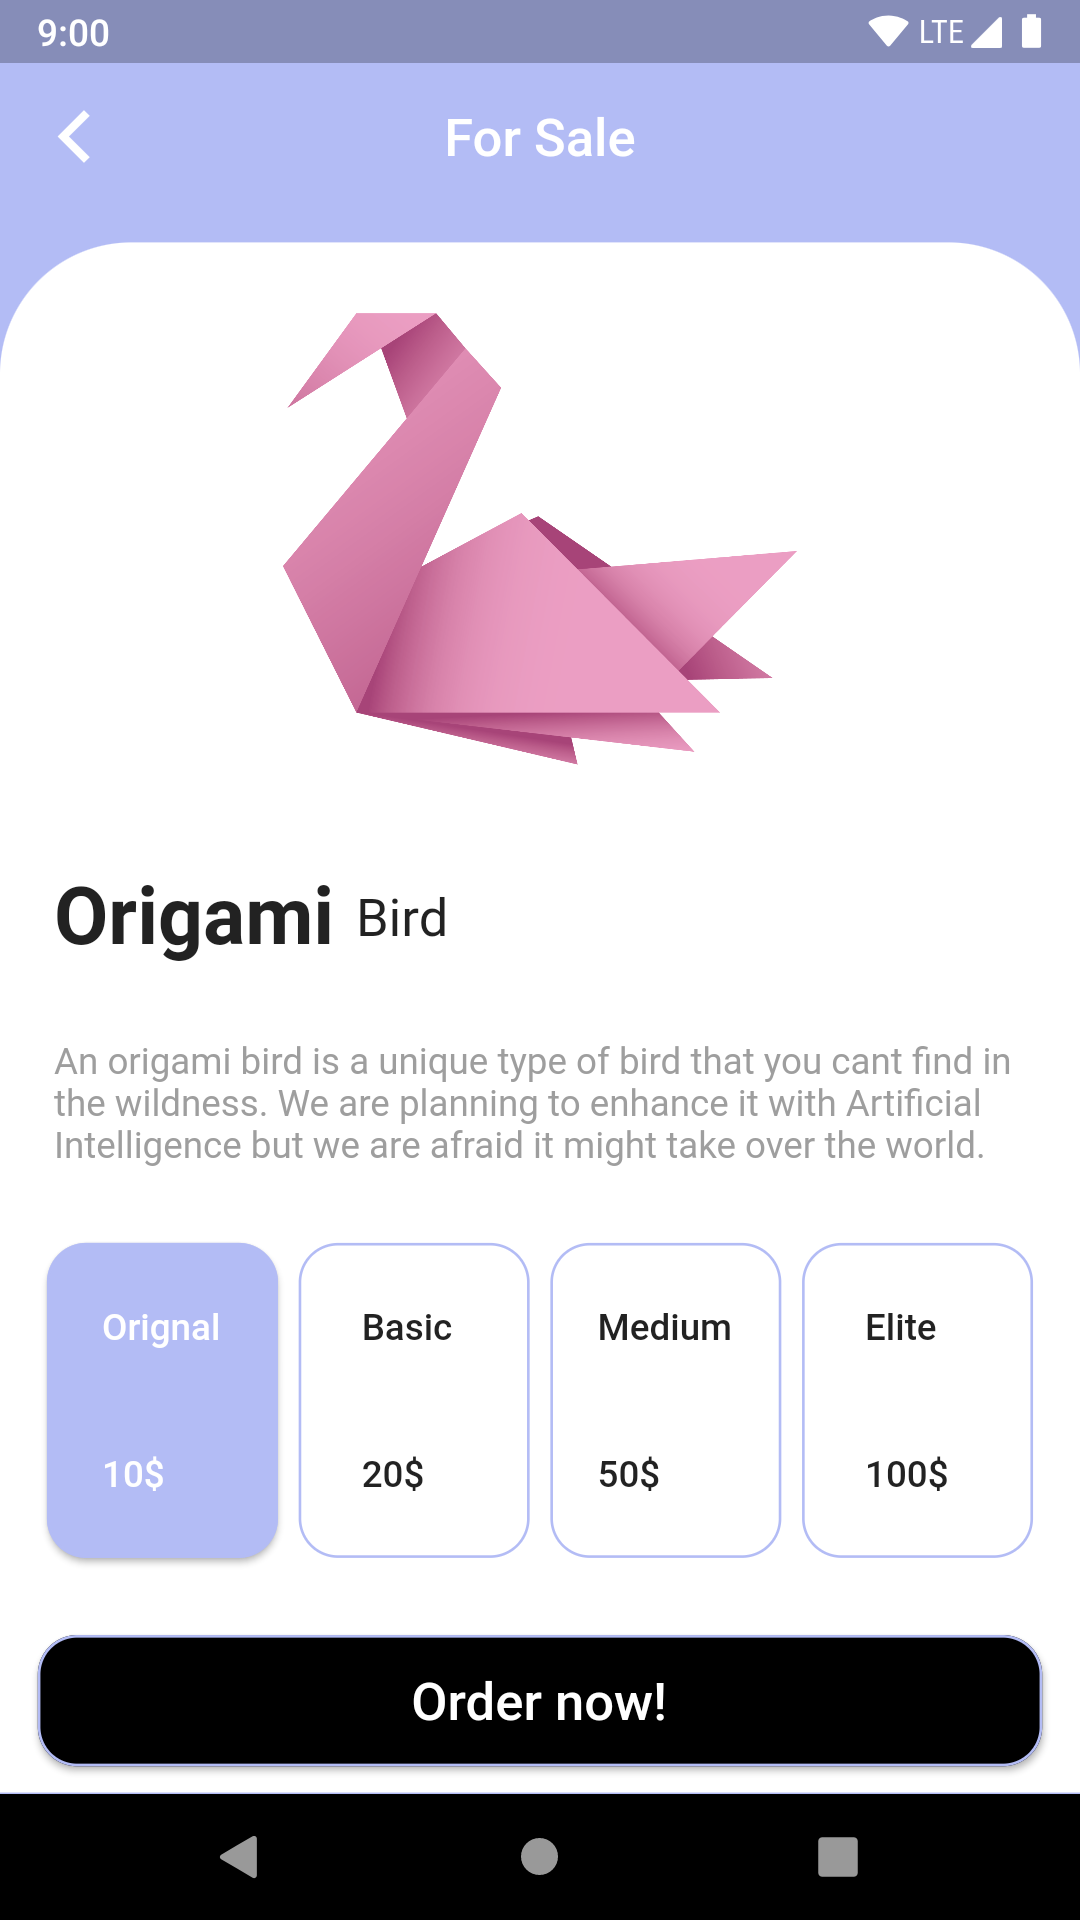 9:00 LTE
For Sale
Origami Bird
An origami bird is a unique type of bird that you cant find in
the wildness. We are planning to enhance it with Artificial
Intelligence but we are afraid it might take over the world.
Orignal Basic Medium Elite
10$ 20$ 50$ 100$
Order now!